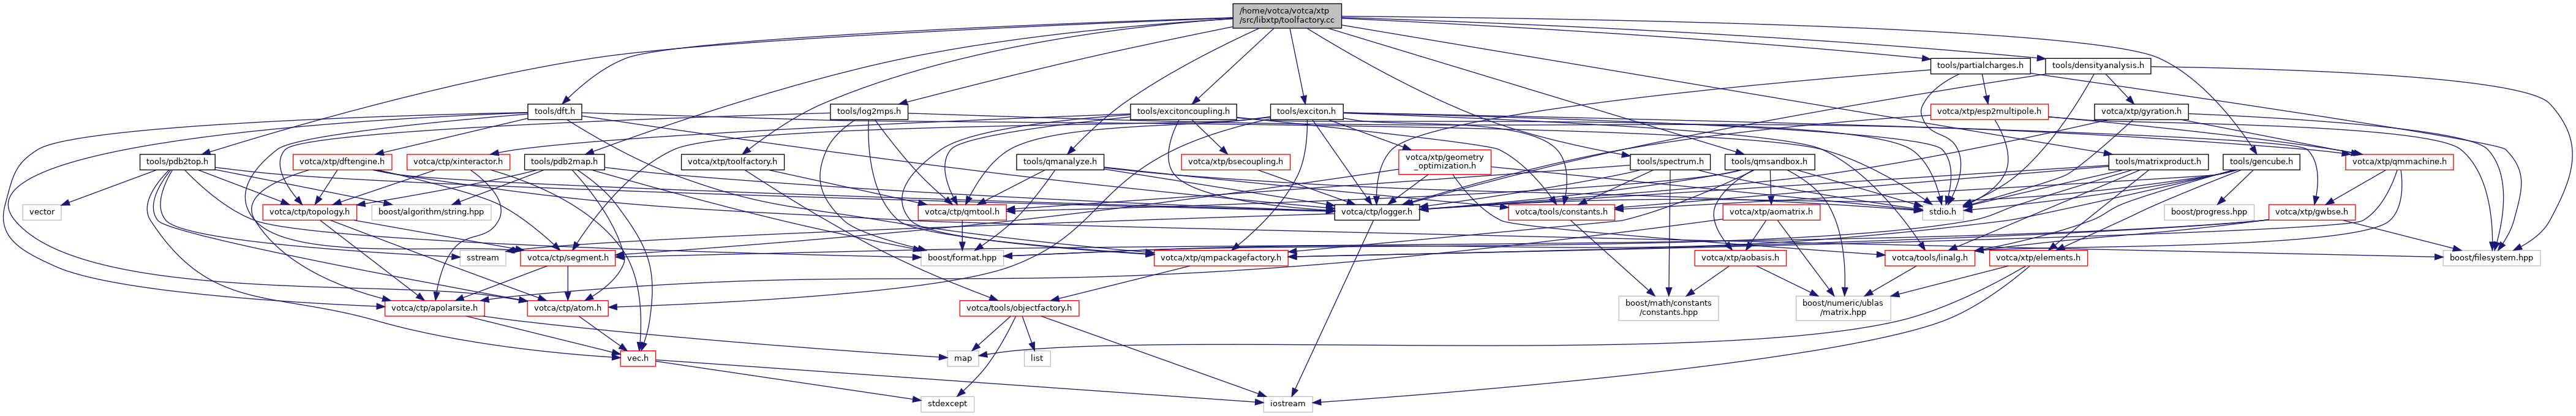 /home/votca/votca/xtp
/src/libxtp/toolfactory.cc
tools/partialcharges.h
tools/densityanalysis.h
tools/dft.h
tools/log2mps.h
tools/excitoncoupling.h
tools/exciton.h
votca/xtp/esp2multipole.h
votca/xtp/gyration.h
tools/pdb2top.h
votca/xtp/dftengine.h
votca/ctp/xinteractor.h
tools/pdb2map.h
votca/xtp/toolfactory.h
tools/qmanalyze.h
votca/xtp/bsecoupling.h
votca/xtp/geometry
_optimization.h
tools/spectrum.h
tools/qmsandbox.h
tools/matrixproduct.h
tools/gencube.h
votca/xtp/qmmachine.h
vector
votca/ctp/topology.h
boost/algorithm/string.hpp
votca/ctp/qmtool.h
votca/ctp/logger.h
votca/tools/constants.h
votca/xtp/aomatrix.h
stdio.h
boost/progress.hpp
votca/xtp/gwbse.h
sstream
votca/ctp/segment.h
boost/format.hpp
votca/xtp/qmpackagefactory.h
votca/xtp/aobasis.h
votca/tools/linalg.h
votca/xtp/elements.h
boost/filesystem.hpp
votca/ctp/apolarsite.h
votca/ctp/atom.h
votca/tools/objectfactory.h
boost/math/constants
/constants.hpp
boost/numeric/ublas
/matrix.hpp
vec.h
map
list
stdexcept
iostream